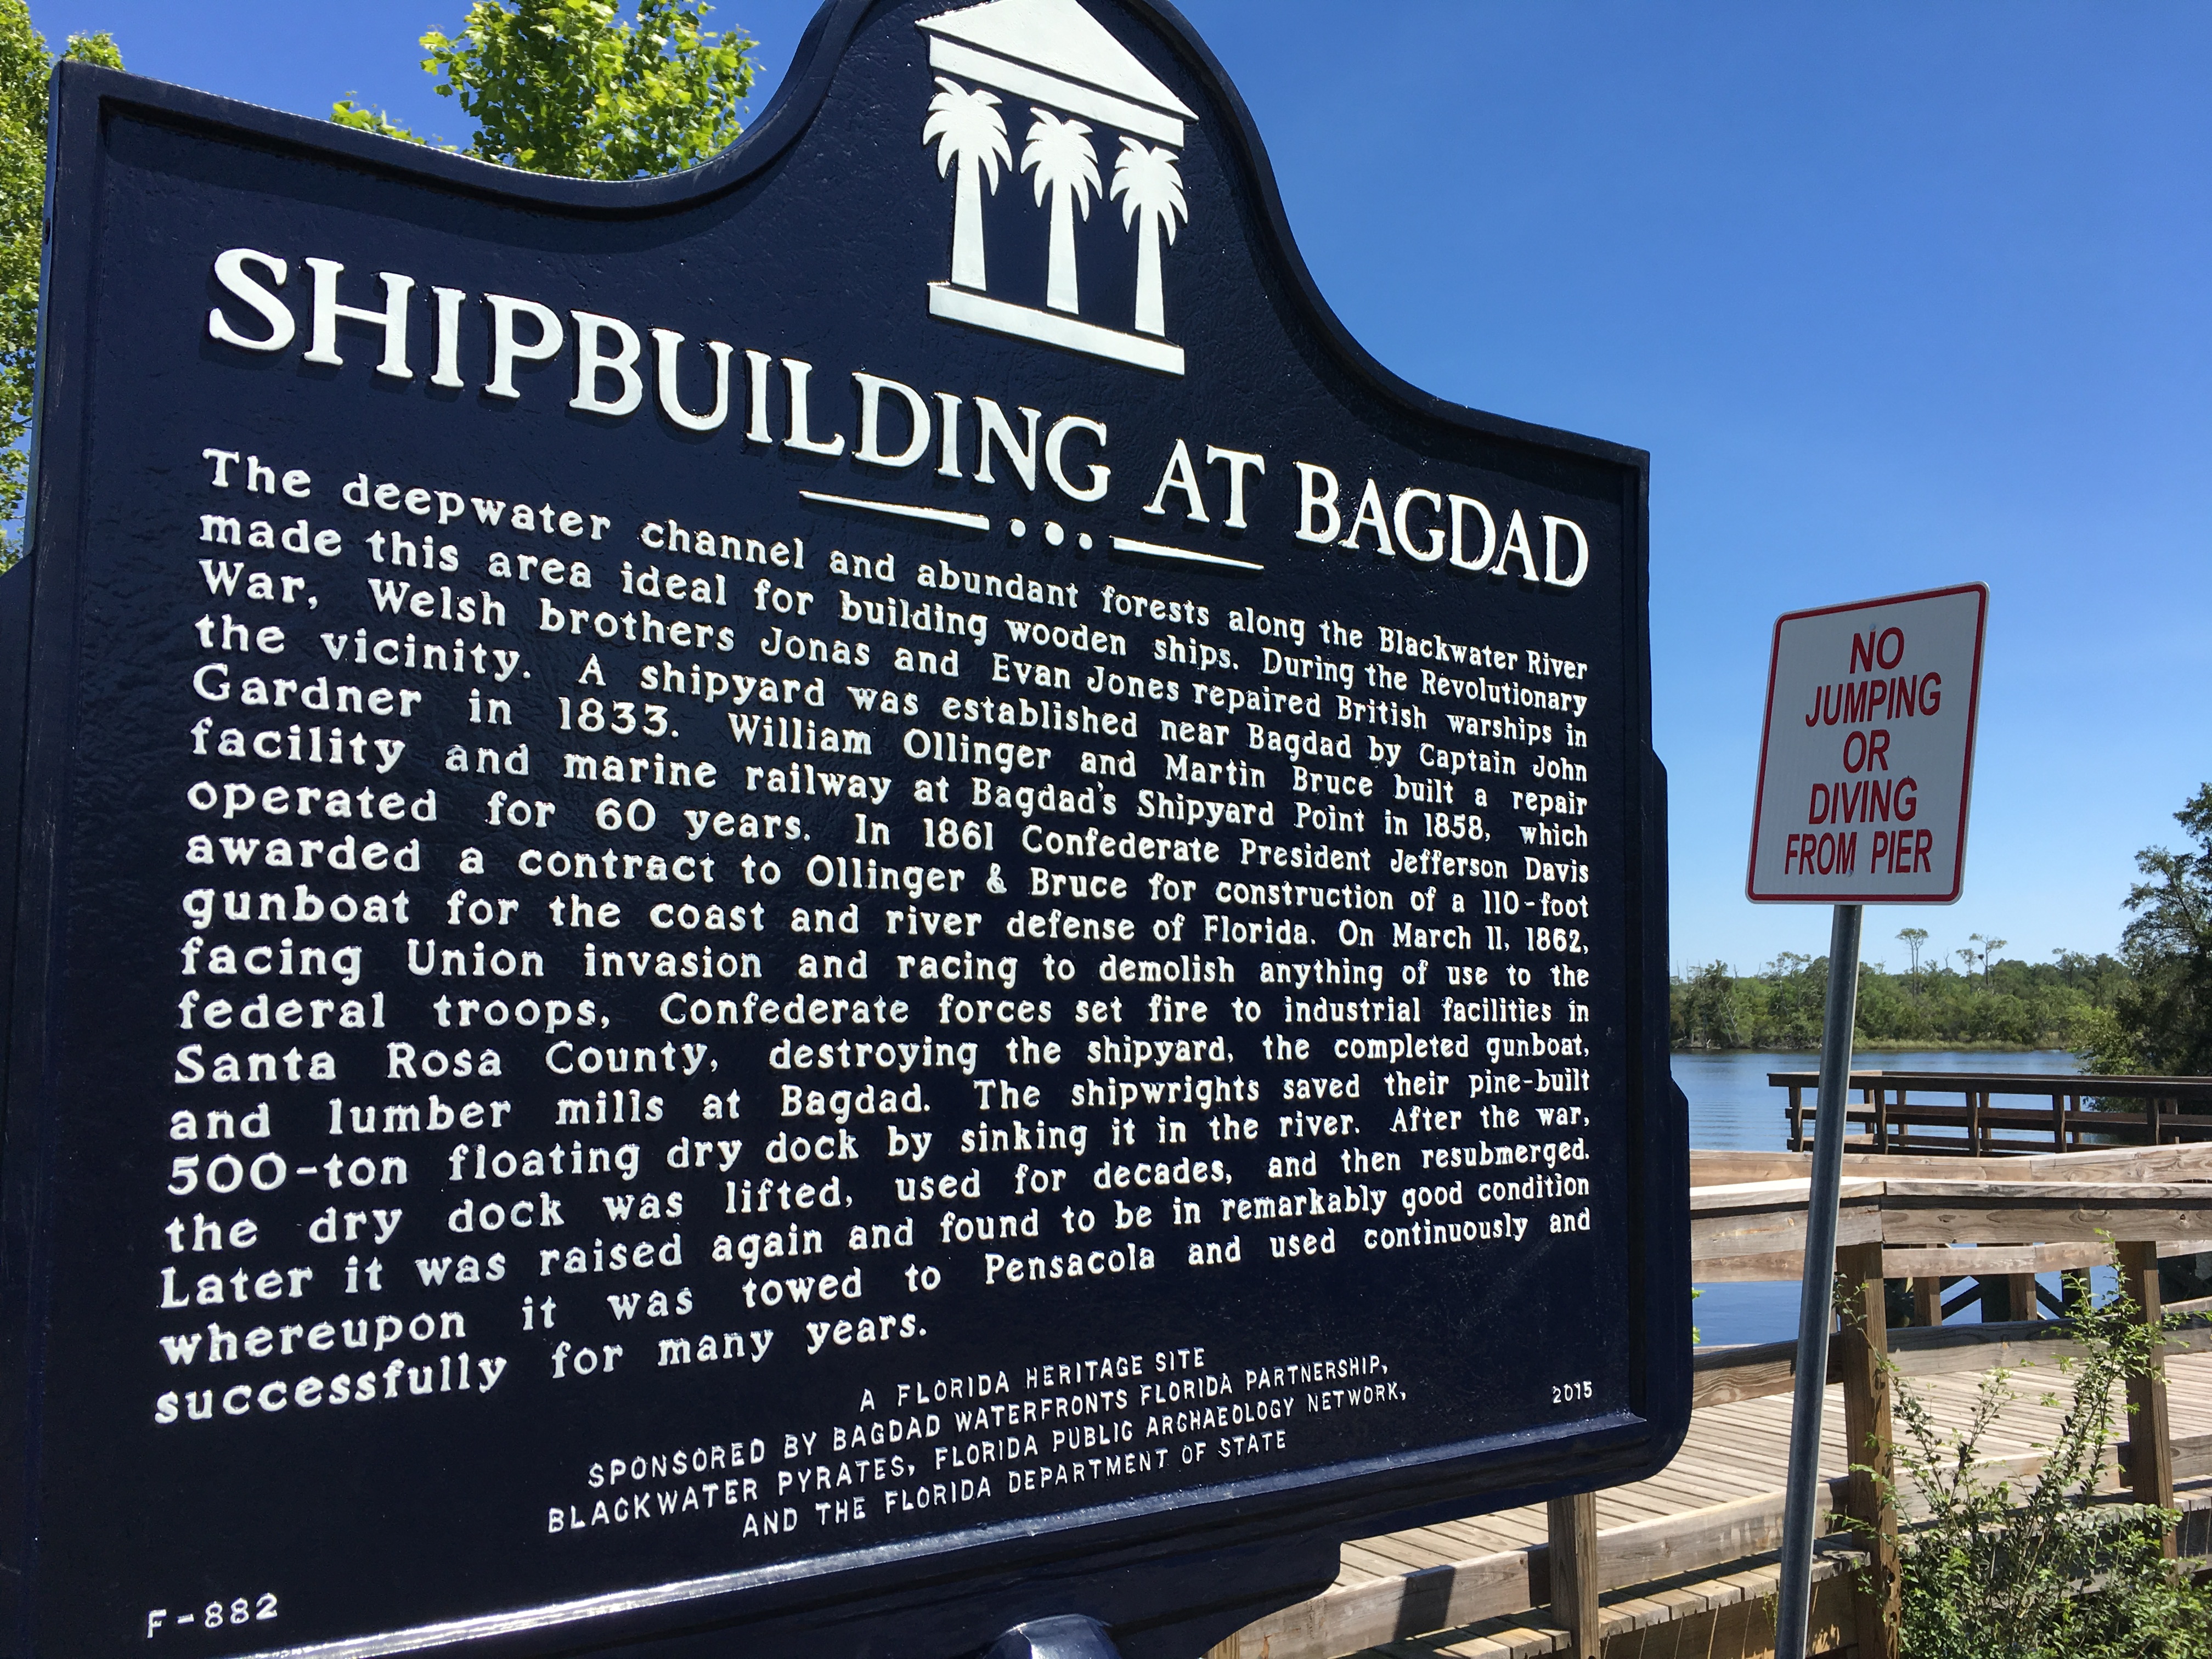 SHIPBUILDING AT BAGDAD
The deepwater channel and abundant forests along the Blackwater River
made this area ideal for building wooden ships. During the Revolutionary
War, Welsh brothers Jonas and Evan Jones repaired British warships in
the vicinity. A shipyard was established near Bagdad by Captain John
Gardner in 1833. William Ollinger and Martin Bruce built a repair
facility and marine railway at Bagdad's Shipyard Point in 1858, which
operated for 60 years. In 1861 Confederate President Jefferson Davis
awarded a contract to Ollinger & Bruce for construction of a 110-foot
gunboat for the coast and river defense of Florida. On March 11, 1862,
facing Union invasion and racing to demolish anything of use to the
federal troops, Confederate forces set fire to industrial facilities in
Santa Rosa County, destroying the shipyard, the completed gunboat,
and lumber mills at Bagdad. The shipwrights saved their pine-built
500-ton floating dry dock by sinking it in the river. After the war,
the dry dock was lifted, used for decades, and then resubmerged.
Later it was raised again and found to be in remarkably good condition
whereupon it was towed to Pensacola and used continuously and
successfully for many years.
A FLORIDA HERITAGE SITE
SPONSORED BY BAGDAD WATERFRONTS FLORIDA PARTNERSHIP,
BLACKWATER PYRATES, FLORIDA PUBLIC ARCHAEOLOGY NETWORK,
AND THE FLORIDA DEPARTMENT OF STATE
2015
F-882
NO
JUMPING
OR
DIVING
FROM PIER